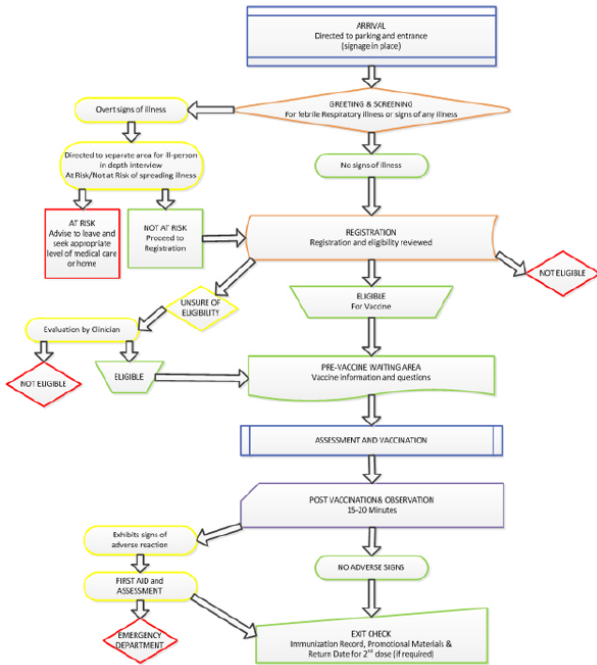 ARRIVAL
Directed to parking and entrance
(signage in place)
GREETING & SCREENING
For febrile Respiratory illness or signs of any illness
Overt signs of illness
Directed to separate area for ill-person
in depth interview
At Risk/Not at Risk of spreading illness
No signs of illness
AT RISK
Advise to leave and
seek appropriate
level of medical care
or home
NOT AT RISK
Proceed to
Registration
REGISTRATION
Registration and eligibility reviewed
NOT ELIGIBLE
UNSURE OF
ELIGIBILITY
ELIGIBLE
For Vaccine
Evaluation by Clinician
NOT ELIGIBLE
ELIGIBLE
PRE-VACCINE WAITING AREA
Vaccine information and questions
ASSESSMENT AND VACCINATION
POST VACCINATION & OBSERVATION
15-20 Minutes
Exhibits signs of
adverse reaction
NO ADVERSE SIGNS
FIRST AID and
ASSESSMENT
EMERGENCY
DEPARTMENT
EXIT CHECK
Immunization Record, Promotional Materials &
Return Date for 2nd dose (if required)